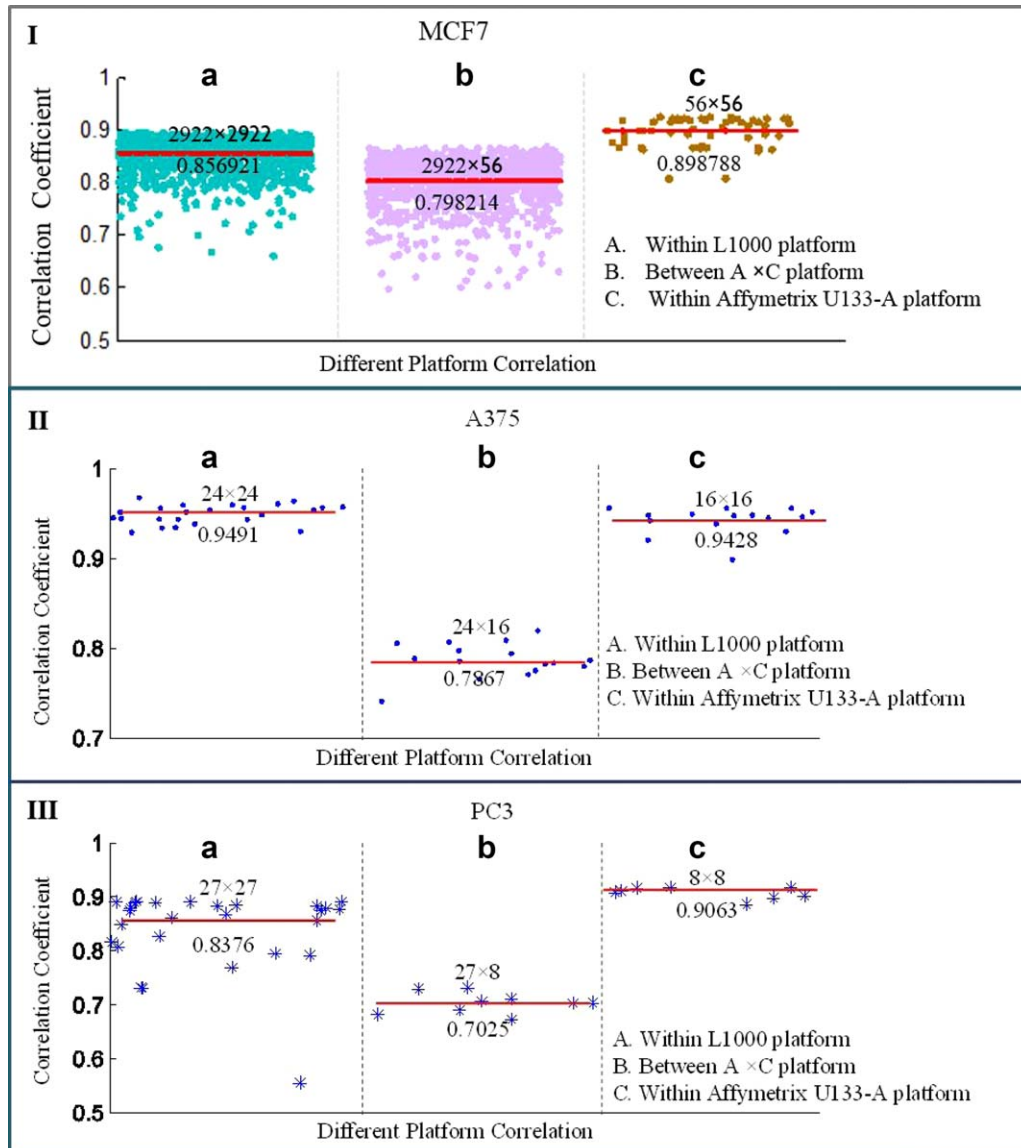 I
MCF7
a b c
1
0.9
0.8
0.7
0.6
0.5
Correlation Coefficient
2922×2922
0.856921
2922×56
0.798214
56×56
0.898788
A. Within L1000 platform
B. Between A ×C platform
C. Within Affymetrix U133-A platform
Different Platform Correlation
II
A375
a b c
1
0.9
0.8
0.7
Correlation Coefficient
24×24
0.9491
24×16
0.7867
16×16
0.9428
A. Within L1000 platform
B. Between A ×C platform
C. Within Affymetrix U133-A platform
Different Platform Correlation
III
PC3
a b c
1
0.9
0.8
0.7
0.6
0.5
Correlation Coefficient
27×27
0.8376
27×8
0.7025
8×8
0.9063
A. Within L1000 platform
B. Between A ×C platform
C. Within Affymetrix U133-A platform
Different Platform Correlation